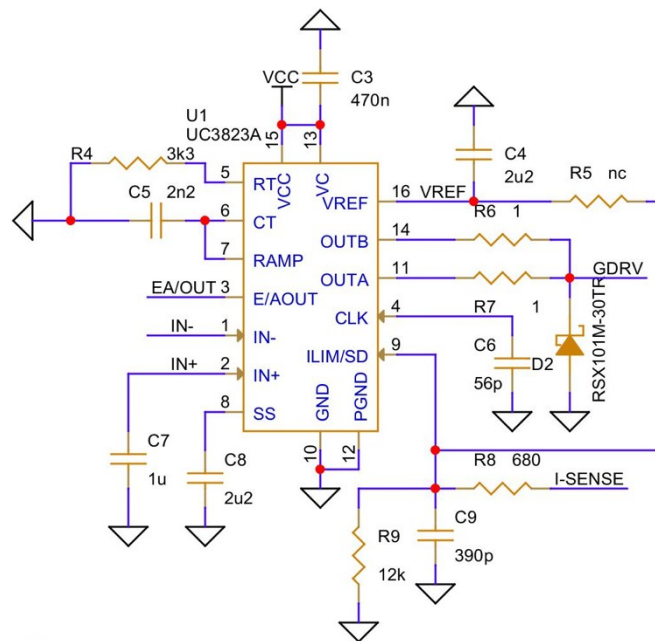 VCC
C3
470n
U1
UC3823A
15
13
R4
3k3
5
RT
VCC
VC
C4
2u2
R5 nc
C5 2n2
6
CT
VREF
16 VREF
R6 1
7
RAMP
OUTB
14
EA/OUT 3
E/AOUT
OUTA
11
GDRV
IN- 1
IN-
CLK
4
R7 1
RSX101M-30TR
IN+ 2
IN+
ILIM/SD
9
C6
56p
D2
8
SS
GND
PGND
10
12
C7
1u
C8
2u2
R8 680
I-SENSE
R9
12k
C9
390p